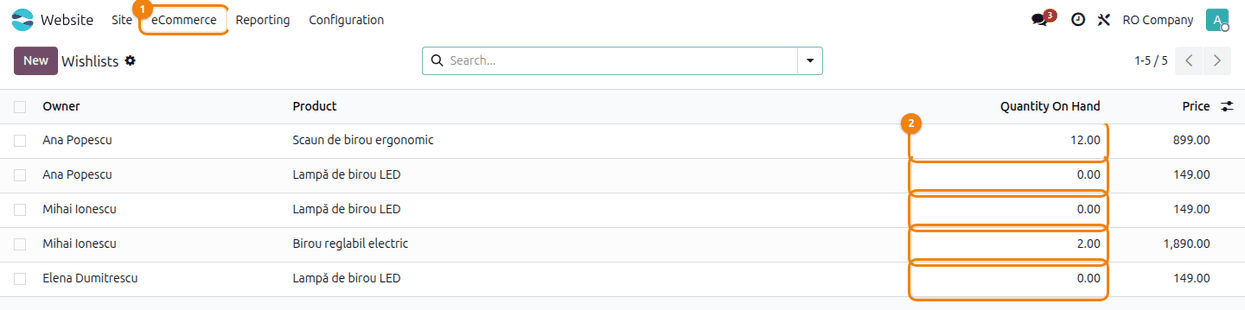 1
Website Site eCommerce Reporting Configuration 3 RO Company A
New Wishlists Search... 1-5 / 5
Owner Product Quantity On Hand Price
2
Ana Popescu Scaun de birou ergonomic 12.00 899.00
Ana Popescu Lampă de birou LED 0.00 149.00
Mihai Ionescu Lampă de birou LED 0.00 149.00
Mihai Ionescu Birou reglabil electric 2.00 1,890.00
Elena Dumitrescu Lampă de birou LED 0.00 149.00